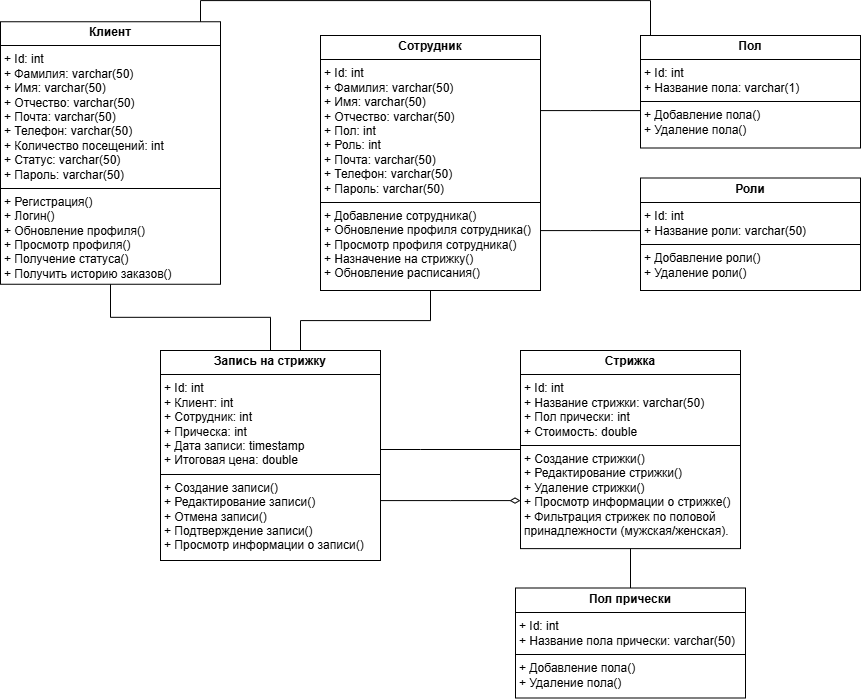 Клиент
+ Id: int
+ Фамилия: varchar(50)
+ Имя: varchar(50)
+ Отчество: varchar(50)
+ Почта: varchar(50)
+ Телефон: varchar(50)
+ Количество посещений: int
+ Статус: varchar(50)
+ Пароль: varchar(50)
+ Регистрация()
+ Логин()
+ Обновление профиля()
+ Просмотр профиля()
+ Получение статуса()
+ Получить историю заказов()
Сотрудник
+ Id: int
+ Фамилия: varchar(50)
+ Имя: varchar(50)
+ Отчество: varchar(50)
+ Пол: int
+ Роль: int
+ Почта: varchar(50)
+ Телефон: varchar(50)
+ Пароль: varchar(50)
+ Добавление сотрудника()
+ Обновление профиля сотрудника()
+ Просмотр профиля сотрудника()
+ Назначение на стрижку()
+ Обновление расписания()
Пол
+ Id: int
+ Название пола: varchar(1)
+ Добавление пола()
+ Удаление пола()
Роли
+ Id: int
+ Название роли: varchar(50)
+ Добавление роли()
+ Удаление роли()
Запись на стрижку
+ Id: int
+ Клиент: int
+ Сотрудник: int
+ Прическа: int
+ Дата записи: timestamp
+ Итоговая цена: double
+ Создание записи()
+ Редактирование записи()
+ Отмена записи()
+ Подтверждение записи()
+ Просмотр информации о записи()
Стрижка
+ Id: int
+ Название стрижки: varchar(50)
+ Пол прически: int
+ Стоимость: double
+ Создание стрижки()
+ Редактирование стрижки()
+ Удаление стрижки()
+ Просмотр информации о стрижке()
+ Фильтрация стрижек по половой
принадлежности (мужская/женская).
Пол прически
+ Id: int
+ Название пола прически: varchar(50)
+ Добавление пола()
+ Удаление пола()